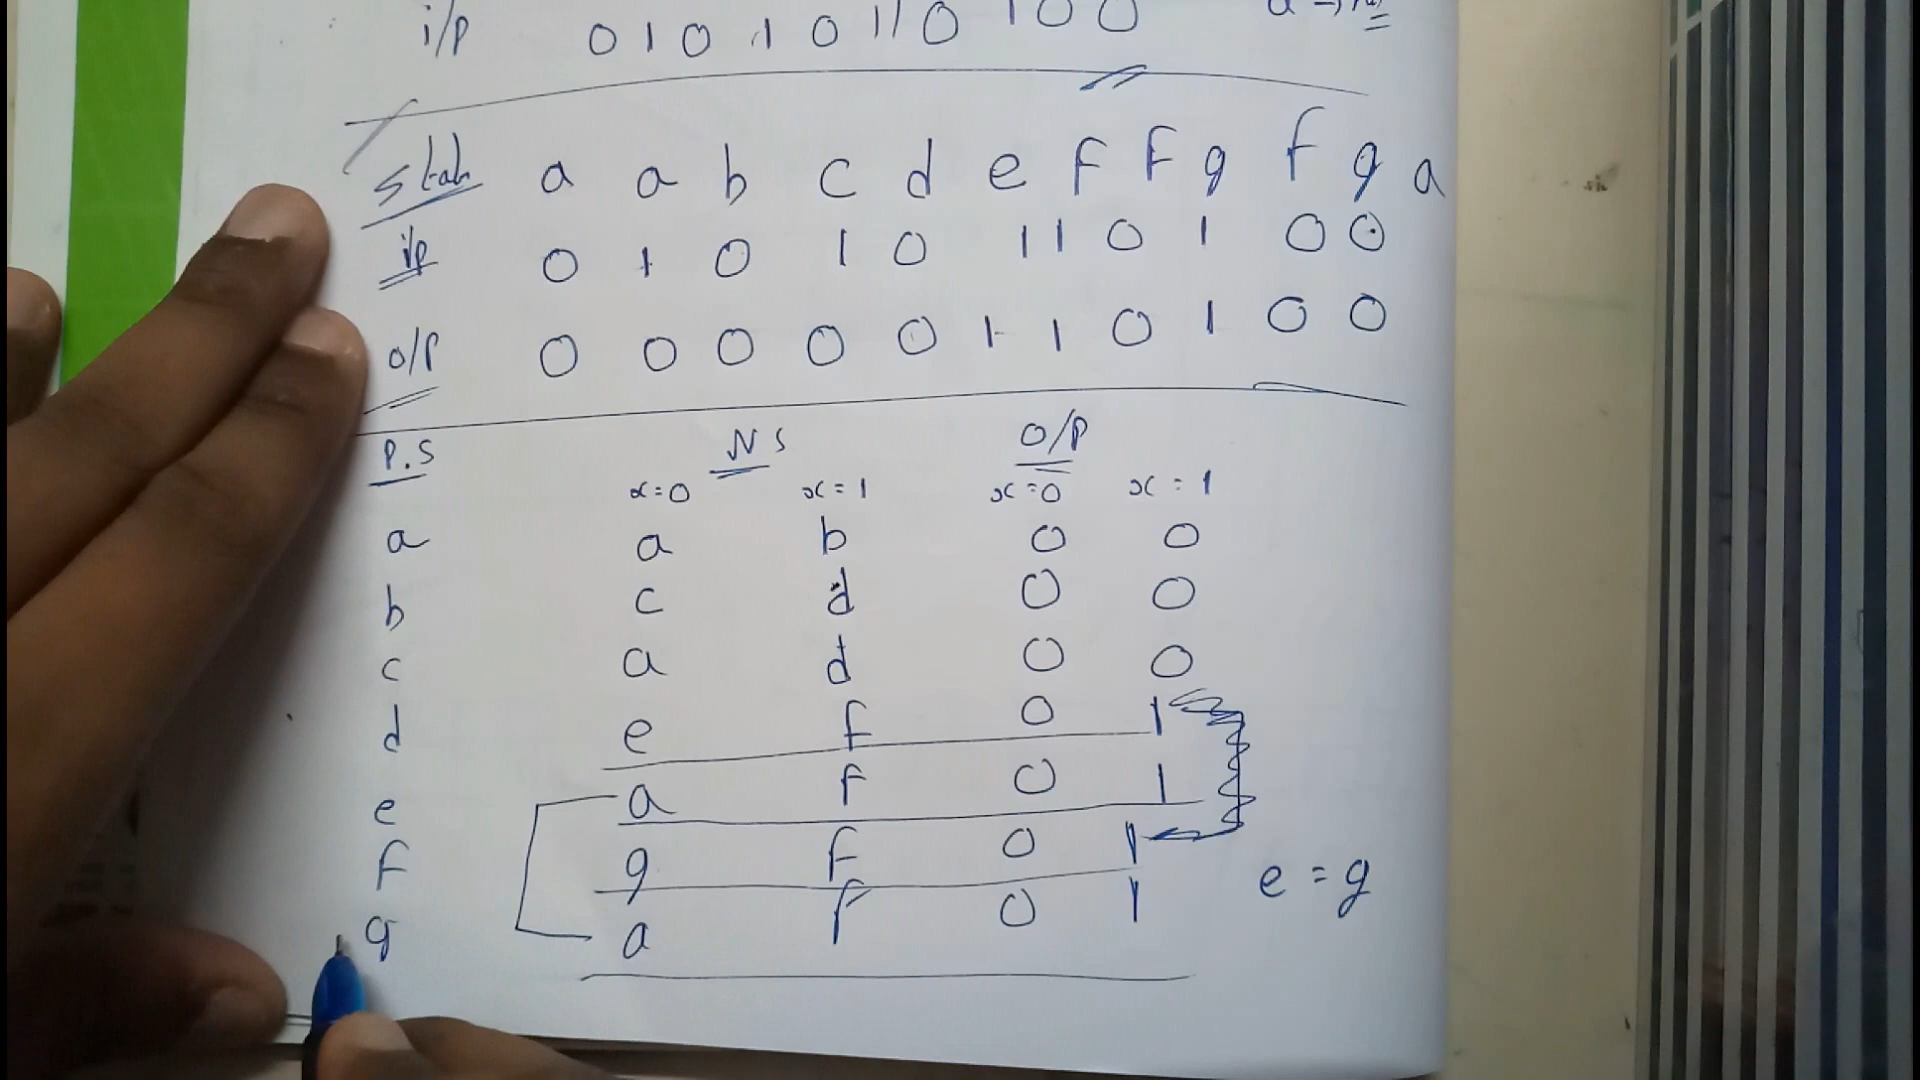 i/p 0 1 0 1 0 1 1 0 1 0 0
State a a b c d e f f g f g a
i/p 0 1 0 1 0 1 1 0 1 0 0
o/p 0 0 0 0 0 1 1 0 1 0 0
P.S NS O/P
x=0 x=1 x=0 x=1
a a b 0 0
b c d 0 0
c a d 0 0
d e f 0 1
e a f 0 1
f g f 0 1
g a f 0 1
e = g